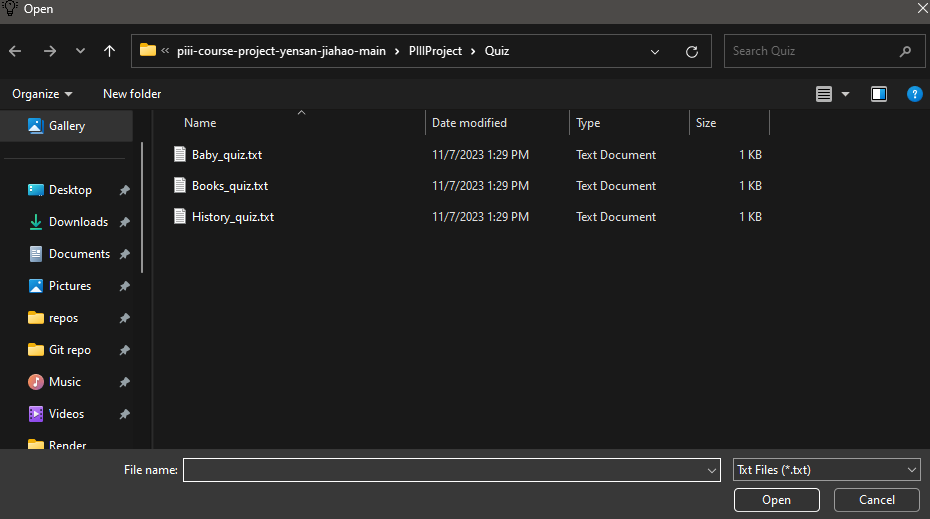 Open
piii-course-project-yensan-jiahao-main
PIIIProject
Quiz
Search Quiz
Organize
New folder
Gallery
Desktop
Downloads
Documents
Pictures
repos
Git repo
Music
Videos
Render
Name Date modified Type Size
Baby_quiz.txt 11/7/2023 1:29 PM Text Document 1 KB
Books_quiz.txt 11/7/2023 1:29 PM Text Document 1 KB
History_quiz.txt 11/7/2023 1:29 PM Text Document 1 KB
File name:
Txt Files (*.txt)
Open
Cancel